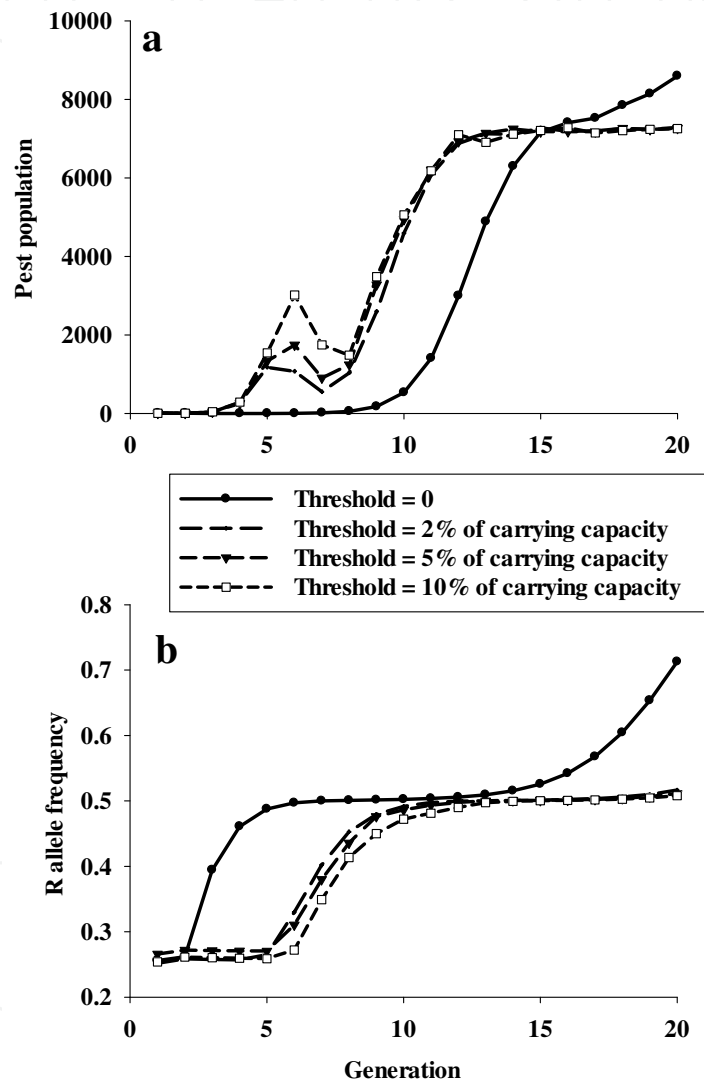 a
10000
8000
6000
4000
2000
0
Pest population
0 5 10 15 20
Threshold = 0
Threshold = 2% of carrying capacity
Threshold = 5% of carrying capacity
Threshold = 10% of carrying capacity
b
0.8
0.7
0.6
0.5
0.4
0.3
0.2
R allele frequency
0 5 10 15 20
Generation